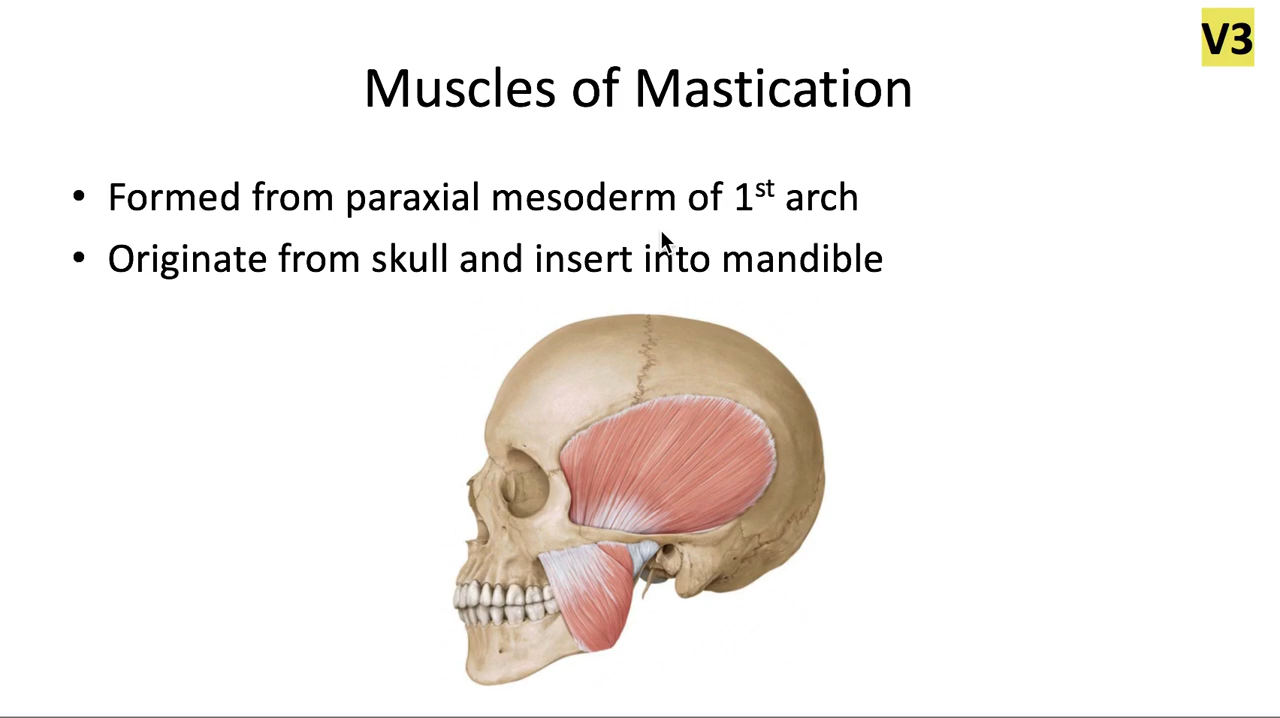 V3
Muscles of Mastication
• Formed from paraxial mesoderm of 1st arch
• Originate from skull and insert into mandible